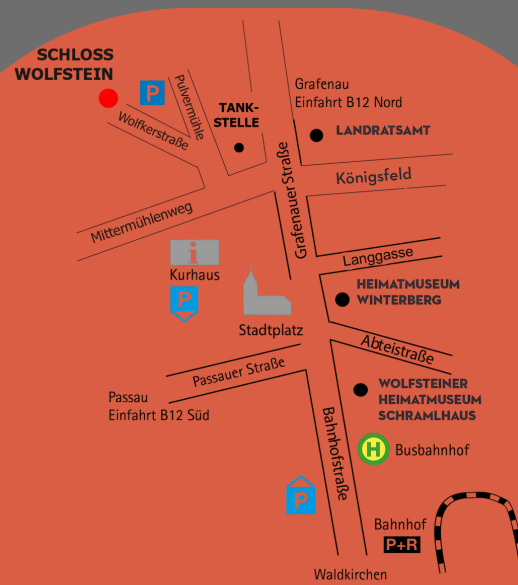 SCHLOSS
WOLFSTEIN
P
Pulvermühle
Wolfkerstraße
TANK-
STELLE
Grafenau
Einfahrt B12 Nord
LANDRATSAMT
Grafenauer Straße
Königsfeld
Mittermühlenweg
i
Kurhaus
P
Langgasse
HEIMATMUSEUM
WINTERBERG
Stadtplatz
Abteistraße
Passauer Straße
Passau
Einfahrt B12 Süd
WOLFSTEINER
HEIMATMUSEUM
SCHRAMLHAUS
Bahnhofstraße
H
Busbahnhof
P
Bahnhof
P+R
Waldkirchen